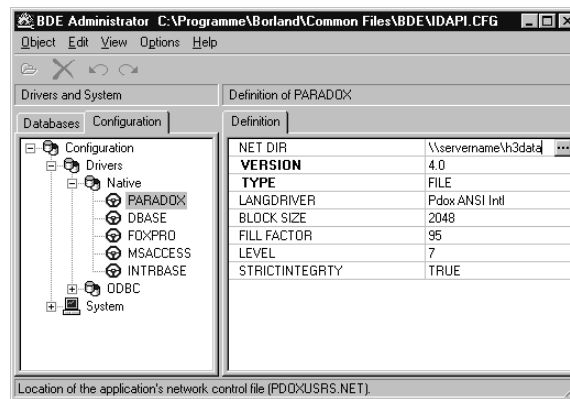 BDE Administrator C:\Programme\Borland\Common Files\BDE\IDAPI.CFG
Object Edit View Options Help
Drivers and System
Definition of PARADOX
Databases Configuration
Definition
Configuration
Drivers
Native
PARADOX
DBASE
FOXPRO
MSACCESS
INTRBASE
ODBC
System
NET DIR \\servername\h3data ...
VERSION 4.0
TYPE FILE
LANGDRIVER Pdox ANSI Intl
BLOCK SIZE 2048
FILL FACTOR 95
LEVEL 7
STRICTINTEGRTY TRUE
Location of the application's network control file (PDOXUSRS.NET).